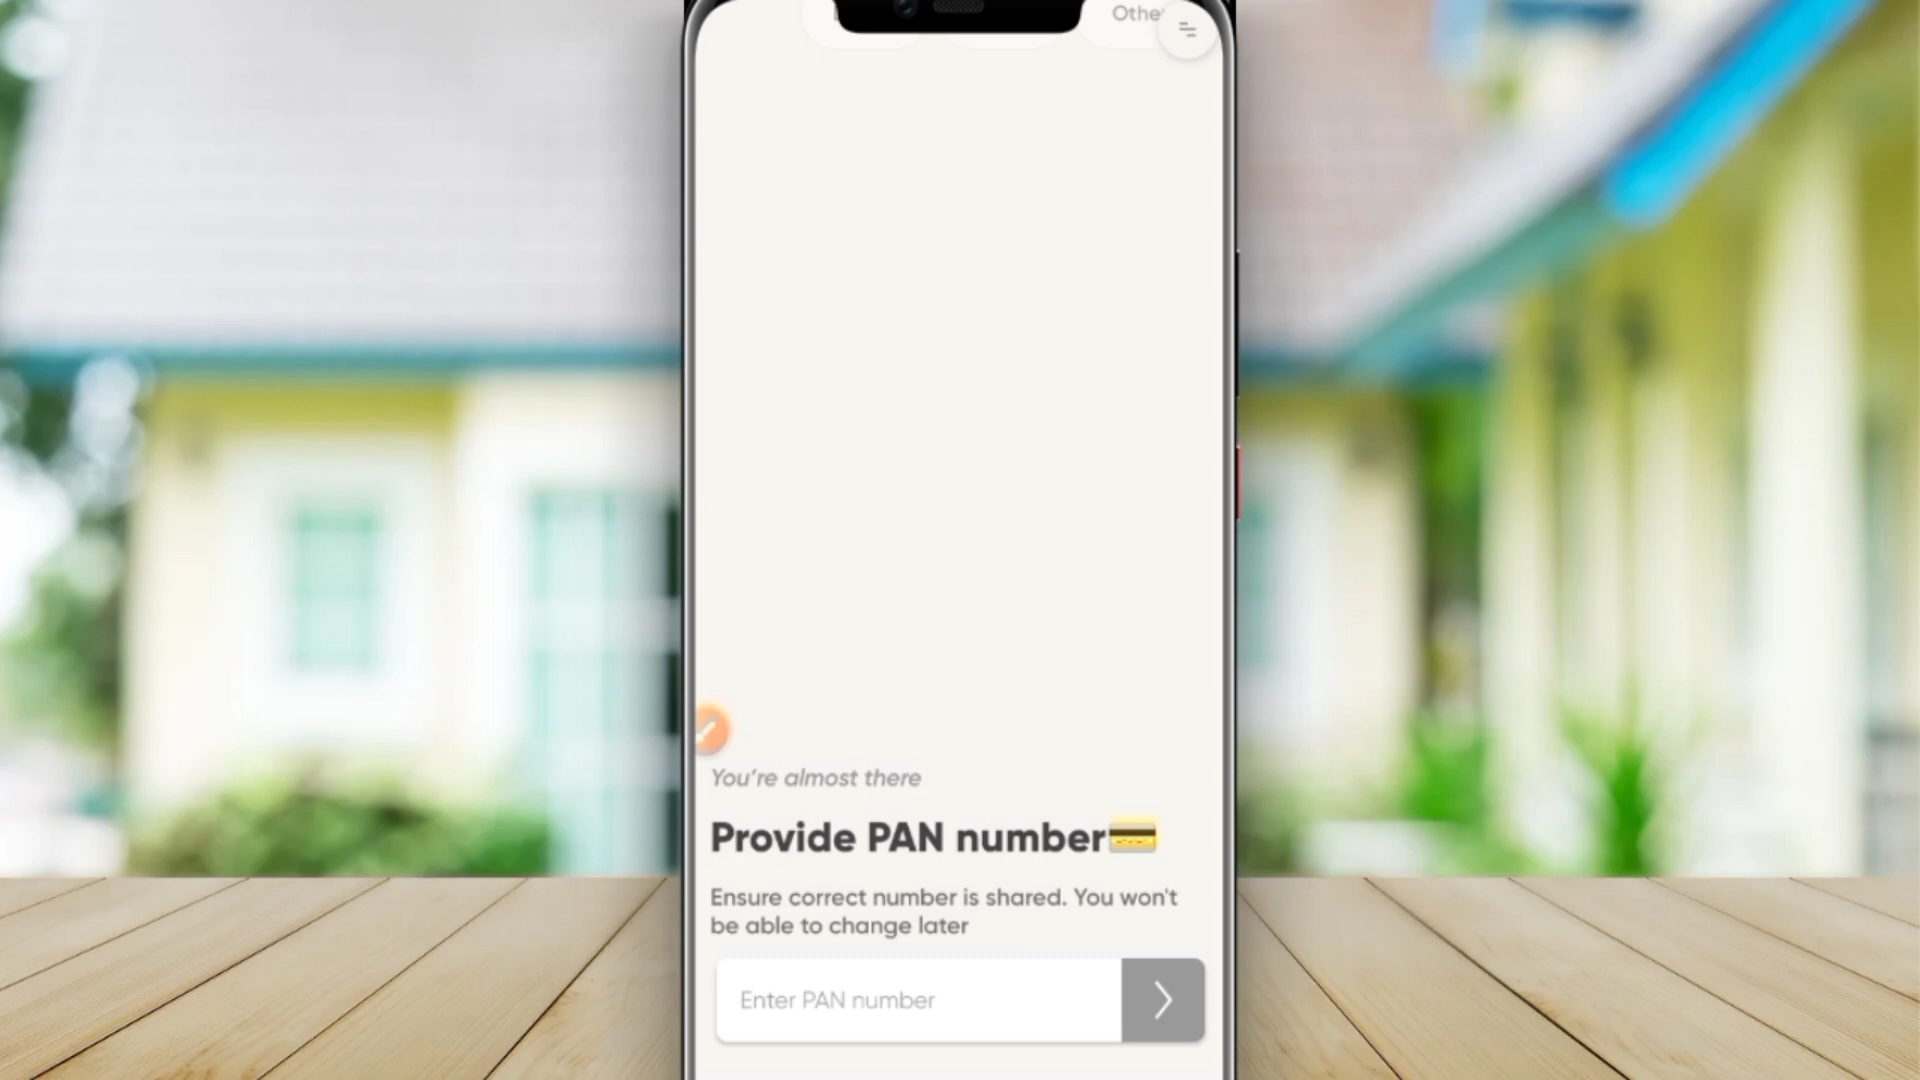 You're almost there
Provide PAN number
Ensure correct number is shared. You won't
be able to change later
Enter PAN number